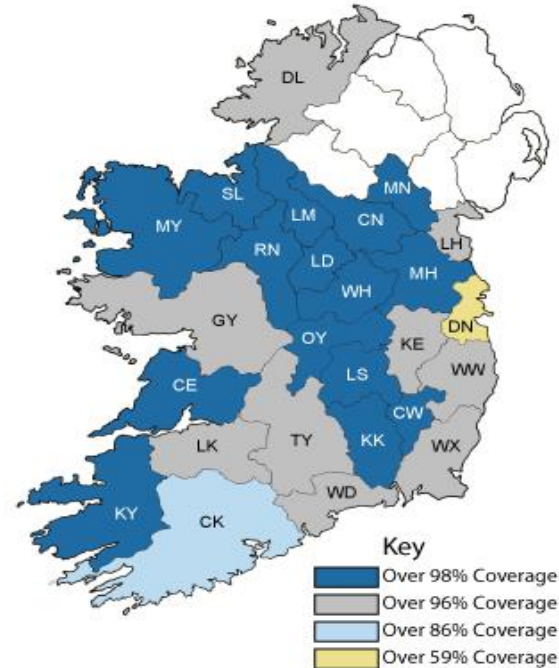 DL
MN
SL
LM
CN
MY
LH
RN
LD
MH
WH
GY
DN
OY
KE
WW
LS
CE
CW
TY
KK
LK
WX
WD
KY
CK
Key
Over 98% Coverage
Over 96% Coverage
Over 86% Coverage
Over 59% Coverage